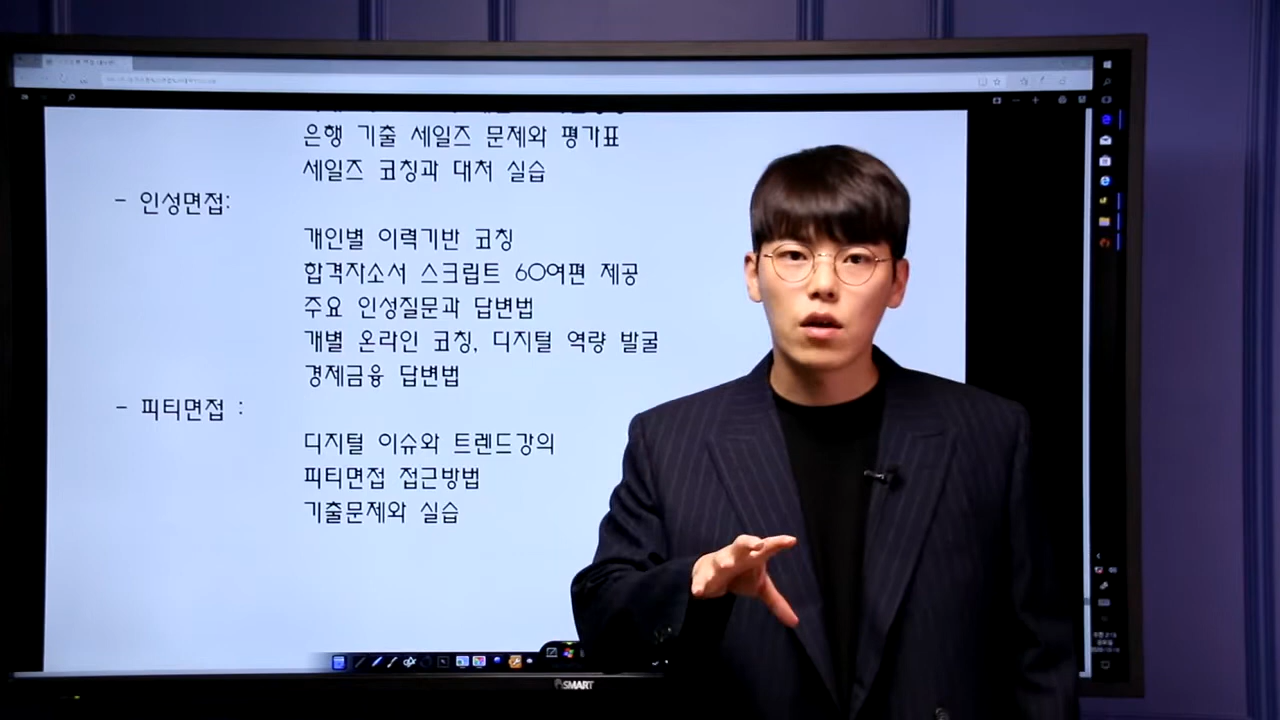 은행 기출 세일즈 문제와 평가표
세일즈 코칭과 대처 실습
- 인성면접:
개인별 이력기반 코칭
합격자소서 스크립트 60여편 제공
주요 인성질문과 답변법
개별 온라인 코칭, 디지털 역량 발굴
경제금융 답변법
- 피티면접 :
디지털 이슈와 트렌드강의
피티면접 접근방법
기출문제와 실습
SMART